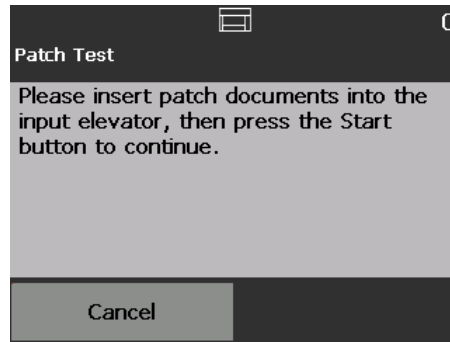 Patch Test
Please insert patch documents into the
input elevator, then press the Start
button to continue.
Cancel